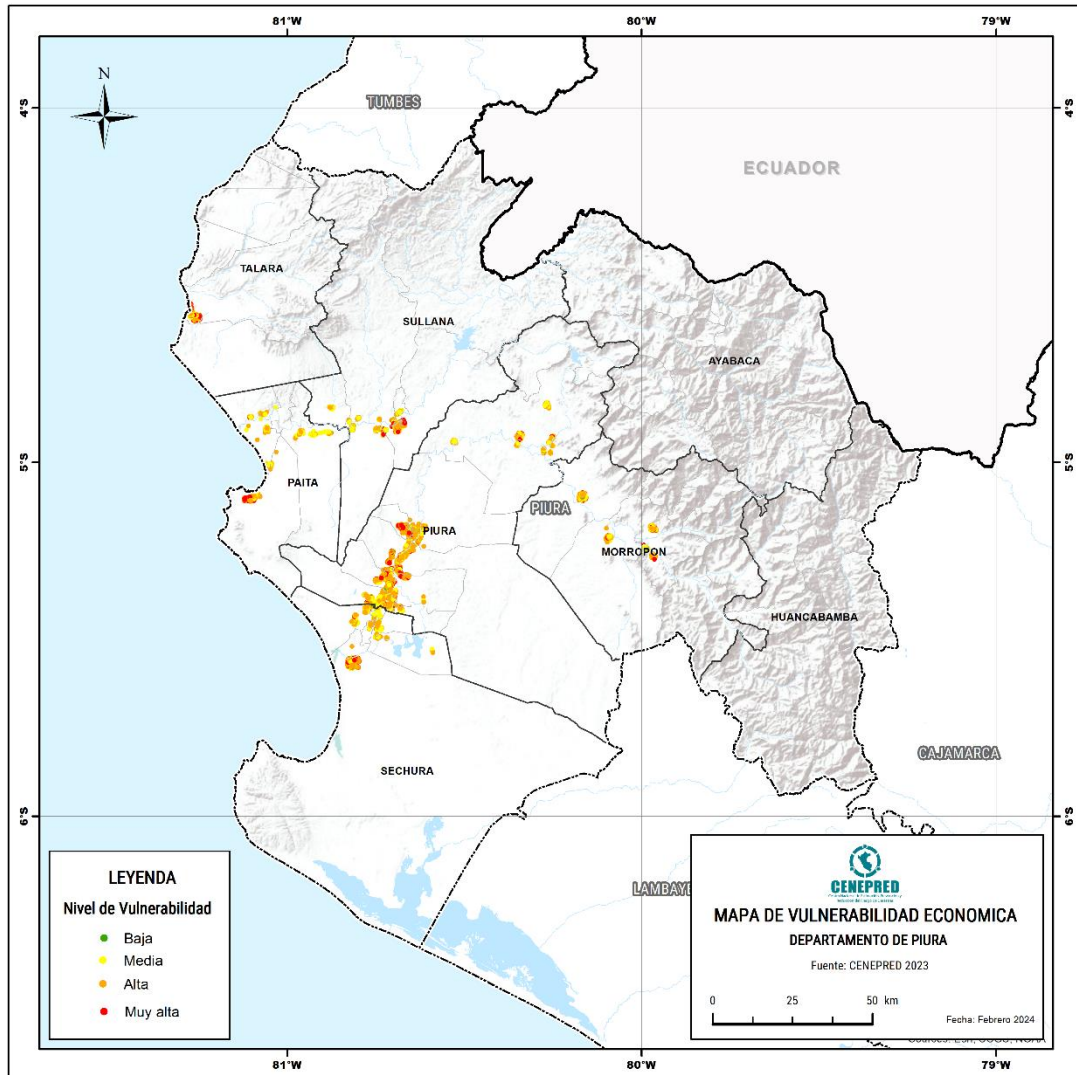 81°W
80°W
79°W
N
TUMBES
4°S
4°S
ECUADOR
TALARA
SULLANA
AYABACA
5°S
5°S
PAITA
PIURA
PIURA
MORROPON
HUANCABAMBA
CAJAMARCA
SECHURA
6°S
6°S
LAMBAYE
LEYENDA
Nivel de Vulnerabilidad
Baja
Media
Alta
Muy alta
CENEPRED
MAPA DE VULNERABILIDAD ECONOMICA
DEPARTAMENTO DE PIURA
Fuente: CENEPRED 2023
0 25 50 km
Fecha: Febrero 2024
81°W
80°W
79°W